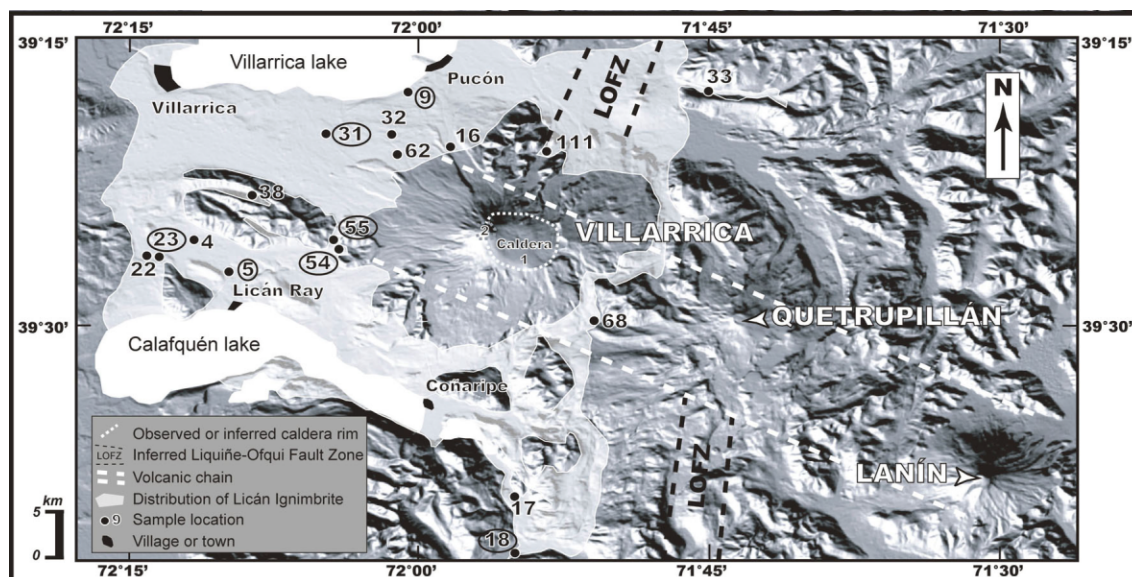 72°15' 72°00' 71°45' 71°30'
39°15' 39°15'
Villarrica lake
Pucón
Villarrica
LOFZ
33
N
9
31
32
16
62
111
38
VILLARRICA
2
Caldera
1
55
23
4
54
22
5
Licán Ray
68
QUETRUPILLÁN
39°30' 39°30'
Calafquén lake
Coñaripe
LOFZ
LANÍN
17
18
Observed or inferred caldera rim
LOFZ Inferred Liquiñe-Ofqui Fault Zone
Volcanic chain
Distribution of Licán Ignimbrite
9 Sample location
Village or town
km
5
0
72°15' 72°00' 71°45' 71°30'